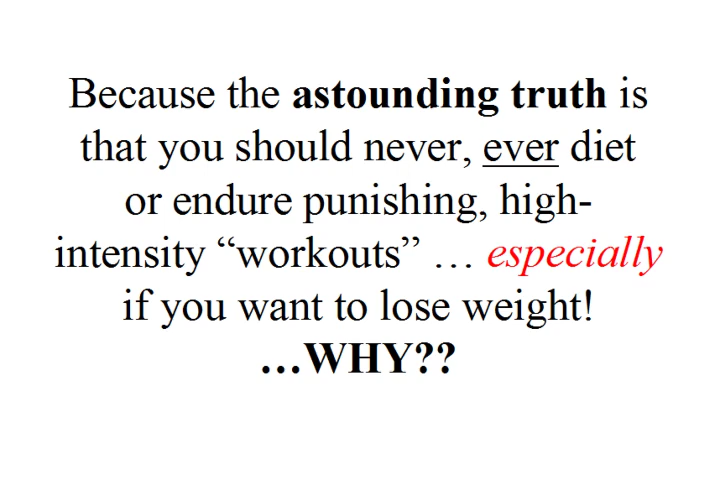 Because the astounding truth is
that you should never, ever diet
or endure punishing, high-
intensity “workouts” … especially
if you want to lose weight!
…WHY??